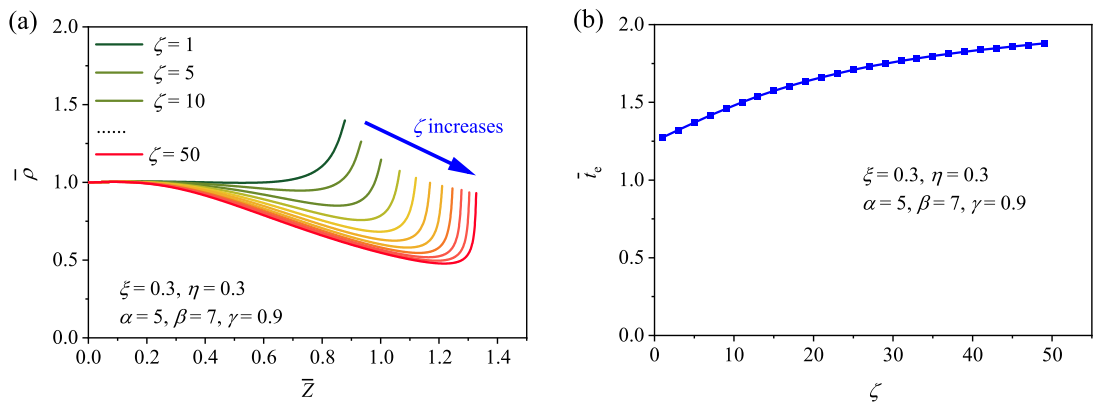 (a)
2.0
1.5
1.0
0.5
0.0
ρ̅
ζ = 1
ζ = 5
ζ = 10
......
ζ = 50
ζ increases
ξ = 0.3, η = 0.3
α = 5, β = 7, γ = 0.9
0.0 0.2 0.4 0.6 0.8 1.0 1.2 1.4
Z̅
(b)
2.0
1.5
1.0
0.5
0.0
t̅e
ξ = 0.3, η = 0.3
α = 5, β = 7, γ = 0.9
0 10 20 30 40 50
ζ